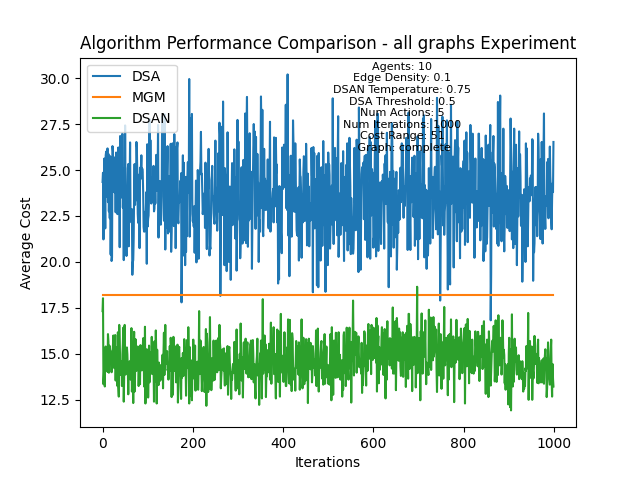 Algorithm Performance Comparison - all graphs Experiment
DSA
MGM
DSAN
Agents: 10
Edge Density: 0.1
DSAN Temperature: 0.75
DSA Threshold: 0.5
Num Actions: 5
Num Iterations: 1000
Cost Range: 51
Graph: complete
30.0
27.5
25.0
22.5
20.0
17.5
15.0
12.5
Average Cost
0 200 400 600 800 1000
Iterations